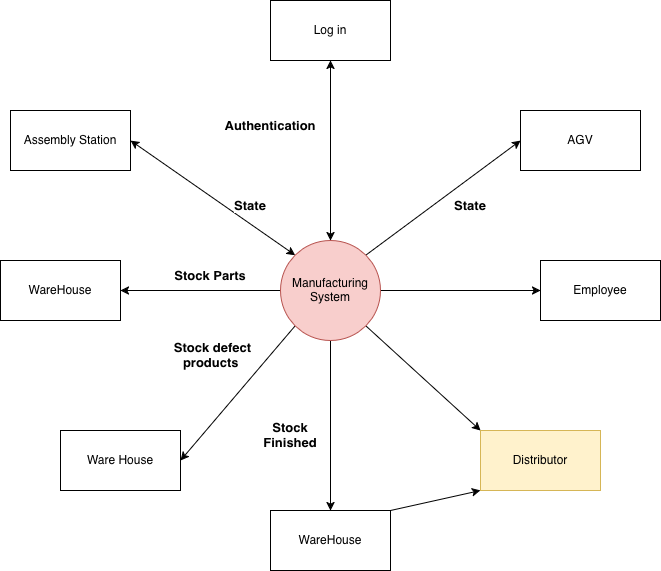 Log in
Authentication
Assembly Station
AGV
State
State
Stock Parts
WareHouse
Manufacturing
System
Employee
Stock defect
products
Stock
Finished
Ware House
Distributor
WareHouse